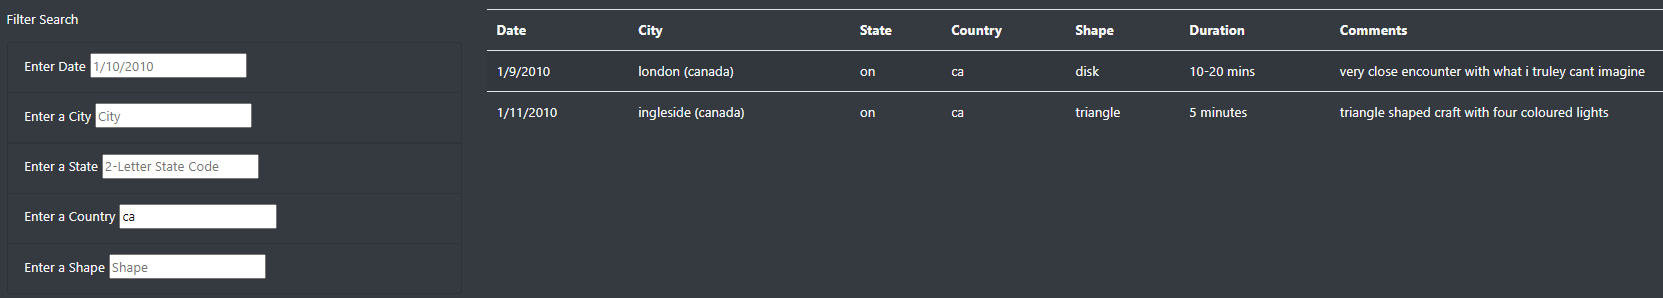 Filter Search
Enter Date 1/10/2010
Enter a City City
Enter a State 2-Letter State Code
Enter a Country ca
Enter a Shape Shape
Date City State Country Shape Duration Comments
1/9/2010 london (canada) on ca disk 10-20 mins very close encounter with what i truley cant imagine
1/11/2010 ingleside (canada) on ca triangle 5 minutes triangle shaped craft with four coloured lights